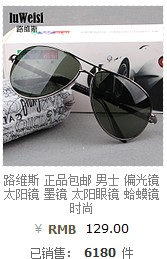 luWeisi
路维斯
路维斯 正品包邮 男士 偏光镜
太阳镜 墨镜 太阳眼镜 蛤蟆镜
时尚
¥ RMB 129.00
已销售： 6180 件